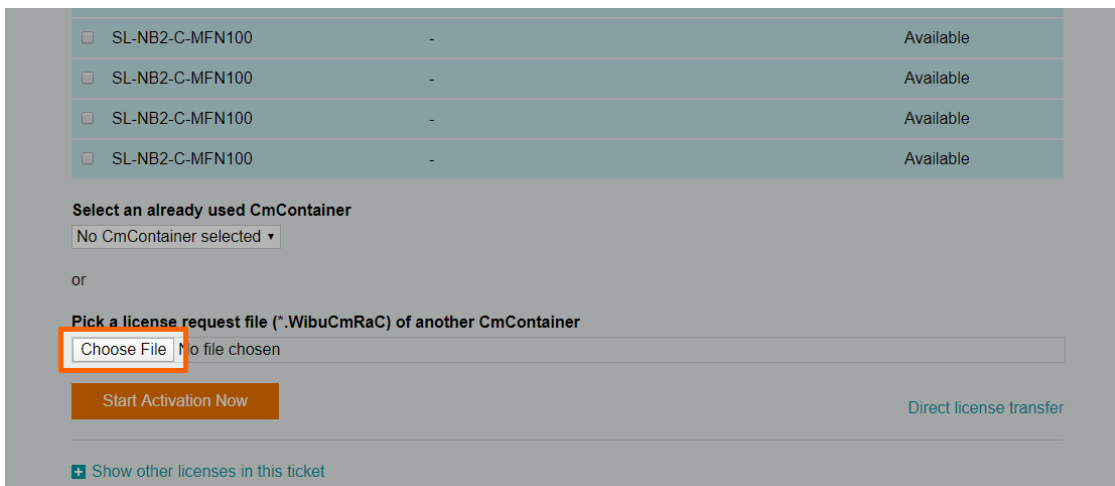 SL-NB2-C-MFN100 - Available
SL-NB2-C-MFN100 - Available
SL-NB2-C-MFN100 - Available
SL-NB2-C-MFN100 - Available
Select an already used CmContainer
No CmContainer selected
or
Pick a license request file (*.WibuCmRaC) of another CmContainer
Choose File No file chosen
Start Activation Now
Direct license transfer
Show other licenses in this ticket